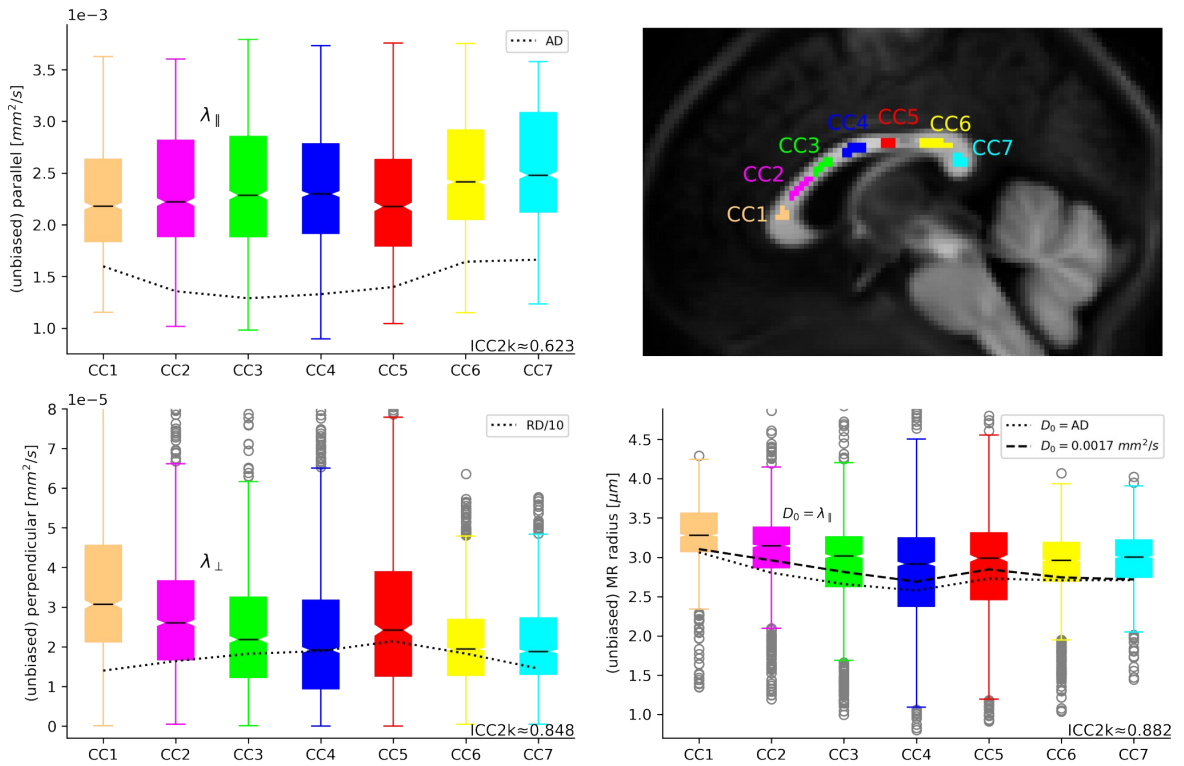 1e−3
(unbiased) parallel [mm²/s]
3.5
3.0
2.5
2.0
1.5
1.0
AD
λ∥
ICC2k≈0.623
CC1 CC2 CC3 CC4 CC5 CC6 CC7
CC1
CC2
CC3
CC4
CC5
CC6
CC7
1e−5
(unbiased) perpendicular [mm²/s]
8
7
6
5
4
3
2
1
0
RD/10
λ⊥
ICC2k≈0.848
CC1 CC2 CC3 CC4 CC5 CC6 CC7
(unbiased) MR radius [μm]
4.5
4.0
3.5
3.0
2.5
2.0
1.5
1.0
D₀ = AD
D₀ = 0.0017 mm²/s
D₀ = λ∥
ICC2k≈0.882
CC1 CC2 CC3 CC4 CC5 CC6 CC7